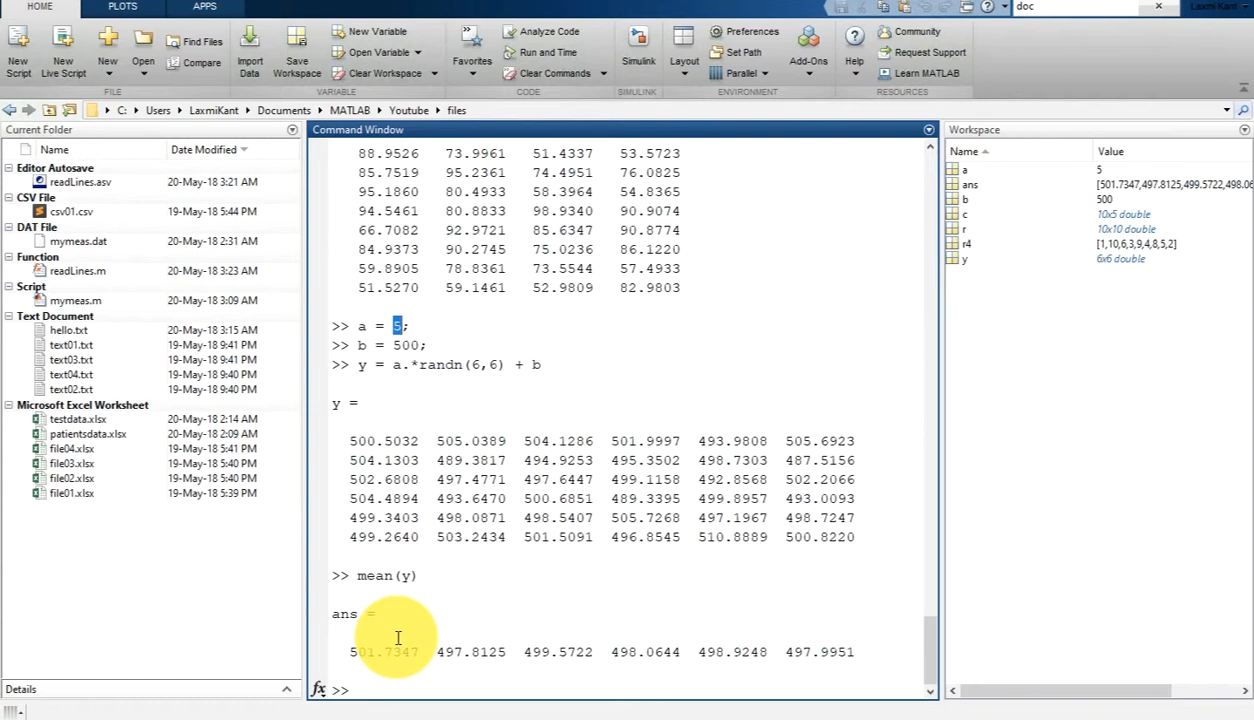 HOME PLOTS APPS doc Laxmi Kant
New Script
New Live Script
New
Open
Find Files
Compare
FILE
Import Data
Save Workspace
New Variable
Open Variable
Clear Workspace
VARIABLE
Favorites
Analyze Code
Run and Time
Clear Commands
CODE
Simulink
SIMULINK
Layout
Preferences
Set Path
Parallel
ENVIRONMENT
Add-Ons
Help
Community
Request Support
Learn MATLAB
RESOURCES
C: Users LaxmiKant Documents MATLAB Youtube files
Current Folder
Name Date Modified
Editor Autosave
readLines.asv 20-May-18 3:21 AM
CSV File
csv01.csv 19-May-18 5:44 PM
DAT File
mymeas.dat 20-May-18 2:31 AM
Function
readLines.m 20-May-18 3:23 AM
Script
mymeas.m 20-May-18 3:09 AM
Text Document
hello.txt 20-May-18 3:15 AM
text01.txt 19-May-18 9:41 PM
text03.txt 19-May-18 9:41 PM
text04.txt 19-May-18 9:40 PM
text02.txt 19-May-18 9:40 PM
Microsoft Excel Worksheet
testdata.xlsx 20-May-18 2:14 AM
patientsdata.xlsx 20-May-18 2:09 AM
file04.xlsx 19-May-18 5:41 PM
file03.xlsx 19-May-18 5:40 PM
file02.xlsx 19-May-18 5:40 PM
file01.xlsx 19-May-18 5:39 PM
Details
Command Window
88.9526 73.9961 51.4337 53.5723
85.7519 95.2361 74.4951 76.0825
95.1860 80.4933 58.3964 54.8365
94.5461 80.8833 98.9340 90.9074
66.7082 92.9721 85.6347 90.8774
84.9373 90.2745 75.0236 86.1220
59.8905 78.8361 73.5544 57.4933
51.5270 59.1461 52.9809 82.9803
>> a = 5;
>> b = 500;
>> y = a.*randn(6,6) + b
y =
500.5032 505.0389 504.1286 501.9997 493.9808 505.6923
504.1303 489.3817 494.9253 495.3502 498.7303 487.5156
502.6808 497.4771 497.6447 499.1158 492.8568 502.2066
504.4894 493.6470 500.6851 489.3395 499.8957 493.0093
499.3403 498.0871 498.5407 505.7268 497.1967 498.7247
499.2640 503.2434 501.5091 496.8545 510.8889 500.8220
>> mean(y)
ans =
501.7347 497.8125 499.5722 498.0644 498.9248 497.9951
fx >>
Workspace
Name Value
a 5
ans [501.7347,497.8125,499.5722,498.06
b 500
c 10x5 double
r 10x10 double
r4 [1,10,6,3,9,4,8,5,2]
y 6x6 double